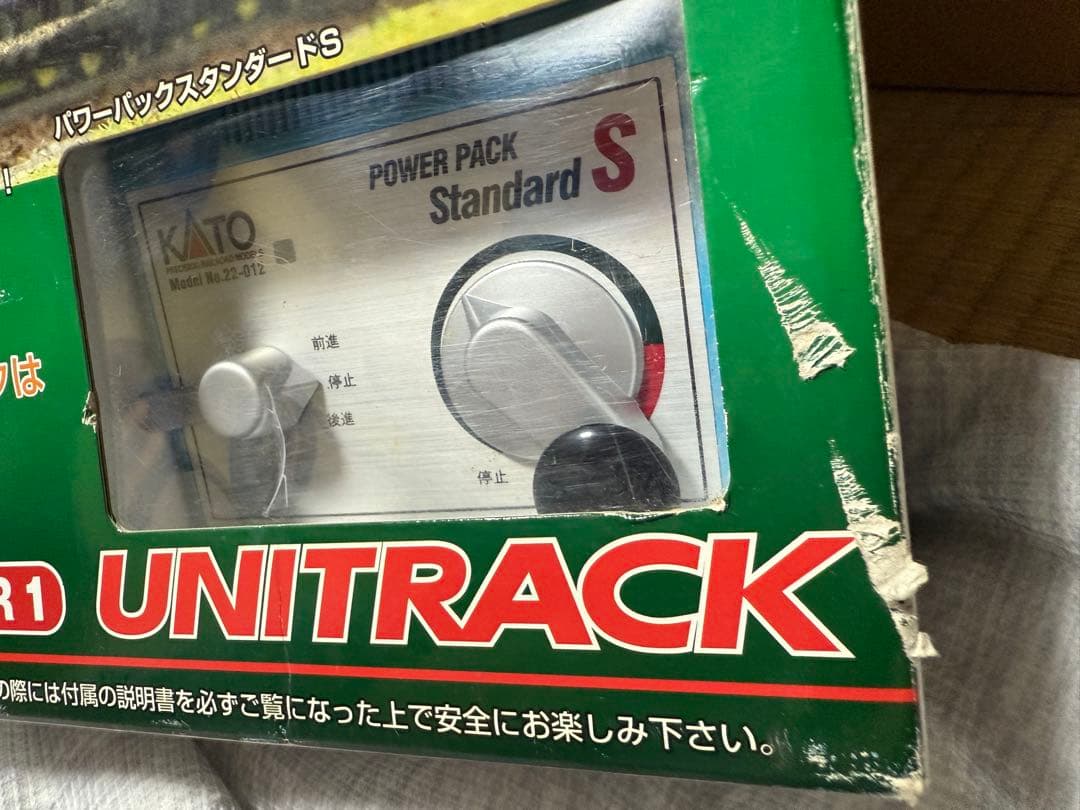 パワーパックスタンダードS
!
POWER PACK
Standard S
KATO
PRECISION RAILROAD MODELS
Model No.22-012
前進
停止
後進
停止
クは
R1 UNITRACK
の際には付属の説明書を必ずご覧になった上で安全にお楽しみ下さい。